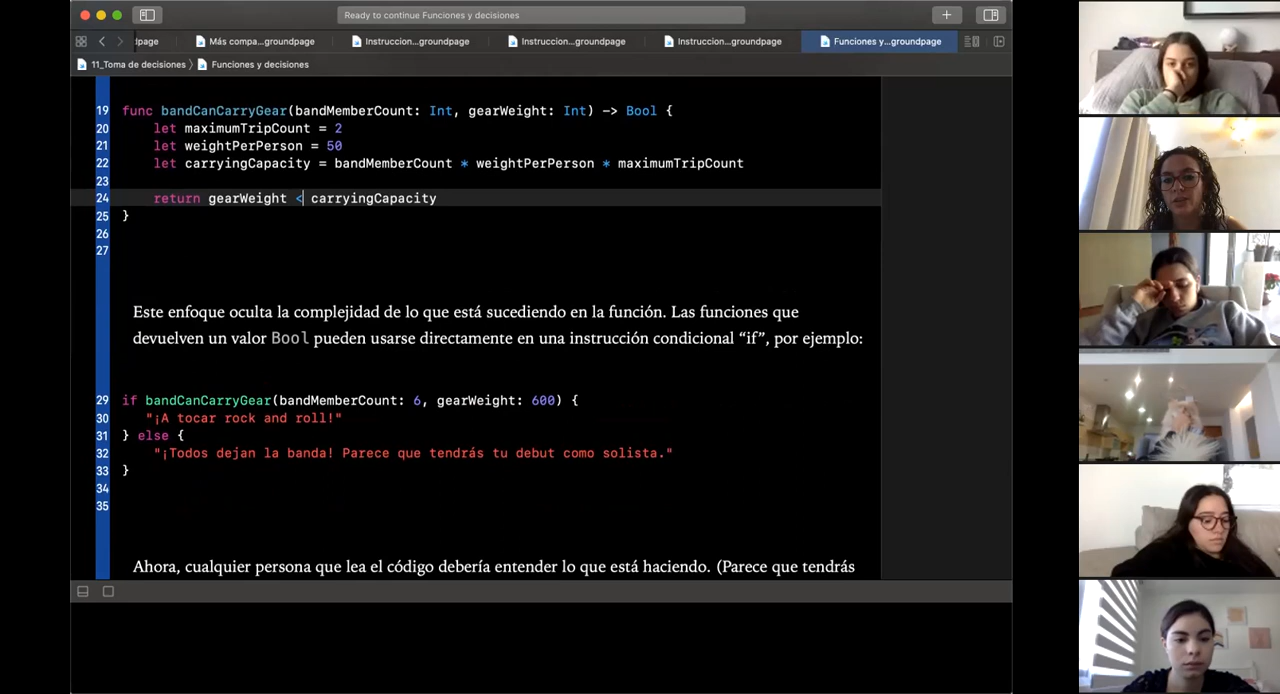 Ready to continue Funciones y decisiones
page
Más compa...groundpage
Instruccion...groundpage
Instruccion...groundpage
Instruccion...groundpage
Funciones y...groundpage
11_Toma de decisiones
Funciones y decisiones
19 func bandCanCarryGear(bandMemberCount: Int, gearWeight: Int) -> Bool {
20 let maximumTripCount = 2
21 let weightPerPerson = 50
22 let carryingCapacity = bandMemberCount * weightPerPerson * maximumTripCount
23
24 return gearWeight < carryingCapacity
25 }
26
27
Este enfoque oculta la complejidad de lo que está sucediendo en la función. Las funciones que
devuelven un valor Bool pueden usarse directamente en una instrucción condicional “if”, por ejemplo:
29 if bandCanCarryGear(bandMemberCount: 6, gearWeight: 600) {
30 "¡A tocar rock and roll!"
31 } else {
32 "¡Todos dejan la banda! Parece que tendrás tu debut como solista."
33 }
34
35
Ahora, cualquier persona que lea el código debería entender lo que está haciendo. (Parece que tendrás